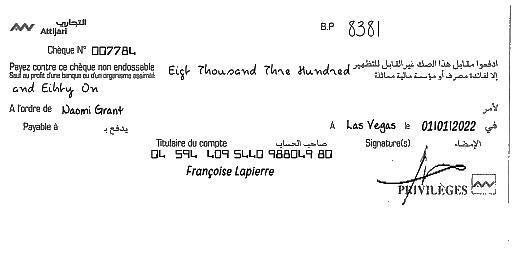 التجاري
Attijari
B.P 8381
Chèque N° 007784
Payez contre ce chèque non endossable
Eigt Thousand Thre Hundred
ادفعوا مقابل هذا الصك غير القابل للتظهير
Sauf au profit d'une banque ou d'un organisme assimilé
إلا لفائدة مصرف أو مؤسسة مالية مماثلة
and Eihty On
A l'ordre de Naomi Grant
لأمر
Payable à يدفع بـ
A Las Vegas le 01/01/2022 في
Titulaire du compte صاحب الحساب
Signature(s) الإمضاء
04 594 409 5440 988049 80
Françoise Lapierre
PRIVILÈGES